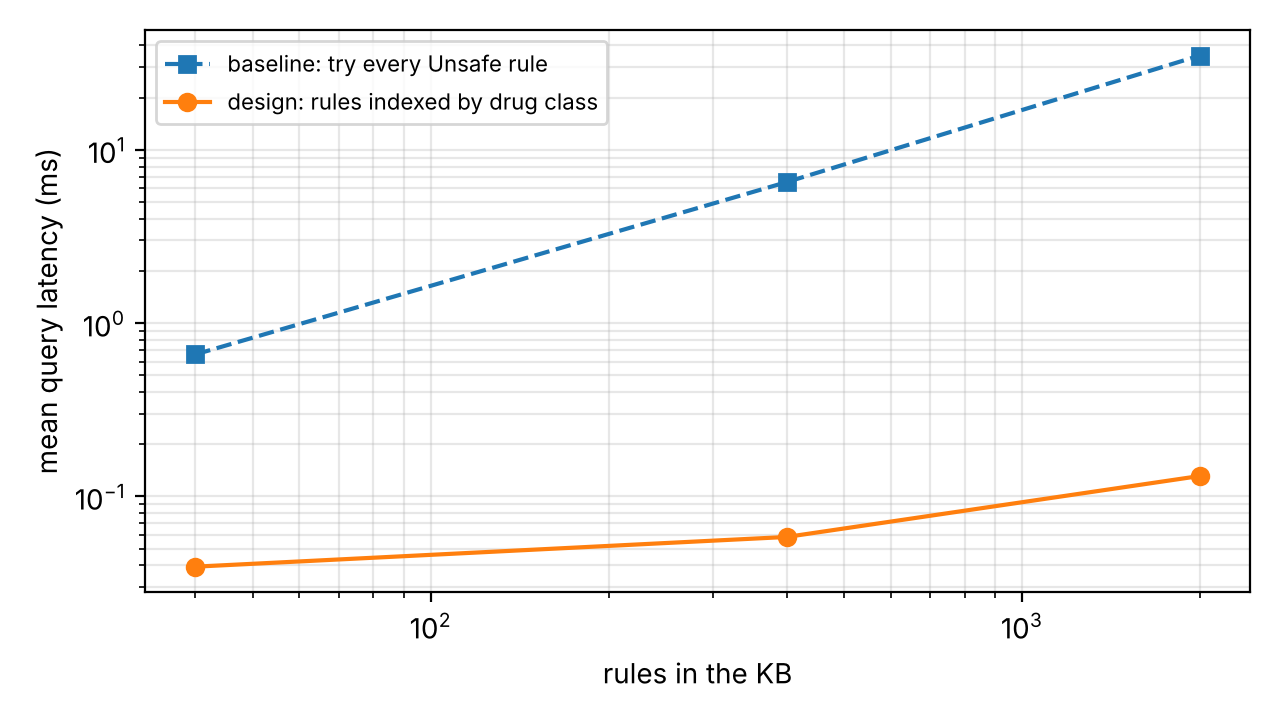 baseline: try every Unsafe rule
design: rules indexed by drug class
mean query latency (ms)
10¹
10⁰
10⁻¹
10² 10³
rules in the KB